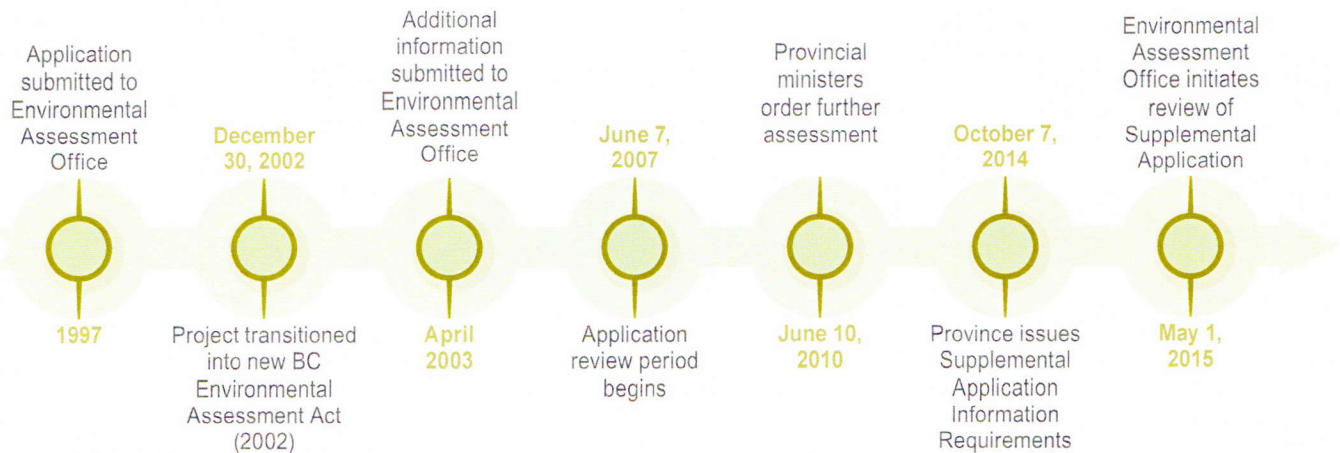 Application
submitted to
Environmental
Assessment
Office
1997
December
30, 2002
Project transitioned
into new BC
Environmental
Assessment Act
(2002)
Additional
information
submitted to
Environmental
Assessment
Office
April
2003
June 7,
2007
Application
review period
begins
Provincial
ministers
order further
assessment
June 10,
2010
October 7,
2014
Province issues
Supplemental
Application
Information
Requirements
Environmental
Assessment
Office initiates
review of
Supplemental
Application
May 1,
2015